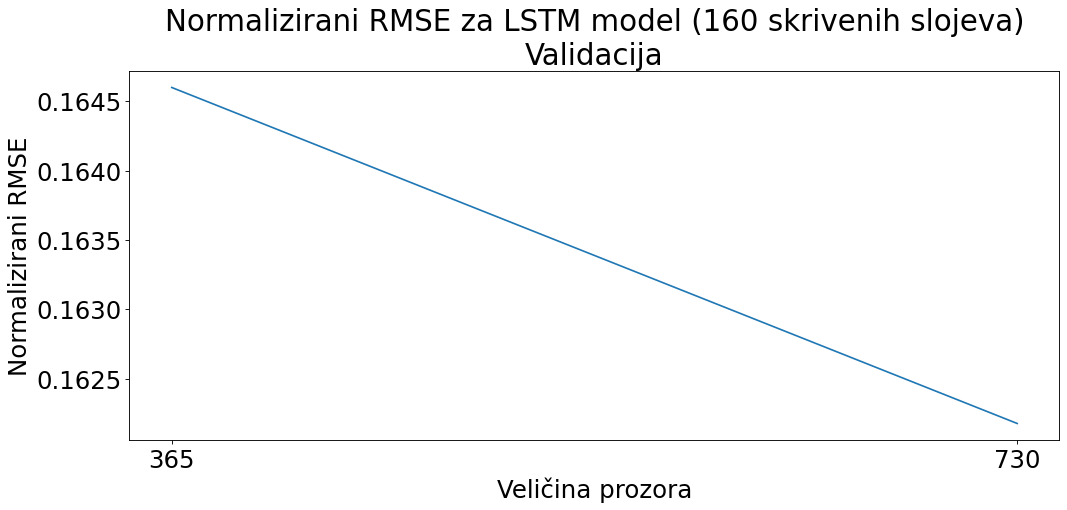 Normalizirani RMSE za LSTM model (160 skrivenih slojeva)
Validacija
Normalizirani RMSE
0.1645
0.1640
0.1635
0.1630
0.1625
365
730
Veličina prozora